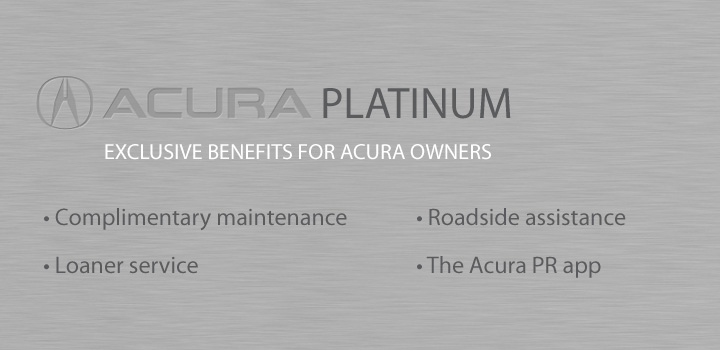 ACURA PLATINUM
EXCLUSIVE BENEFITS FOR ACURA OWNERS
• Complimentary maintenance
• Loaner service
• Roadside assistance
• The Acura PR app